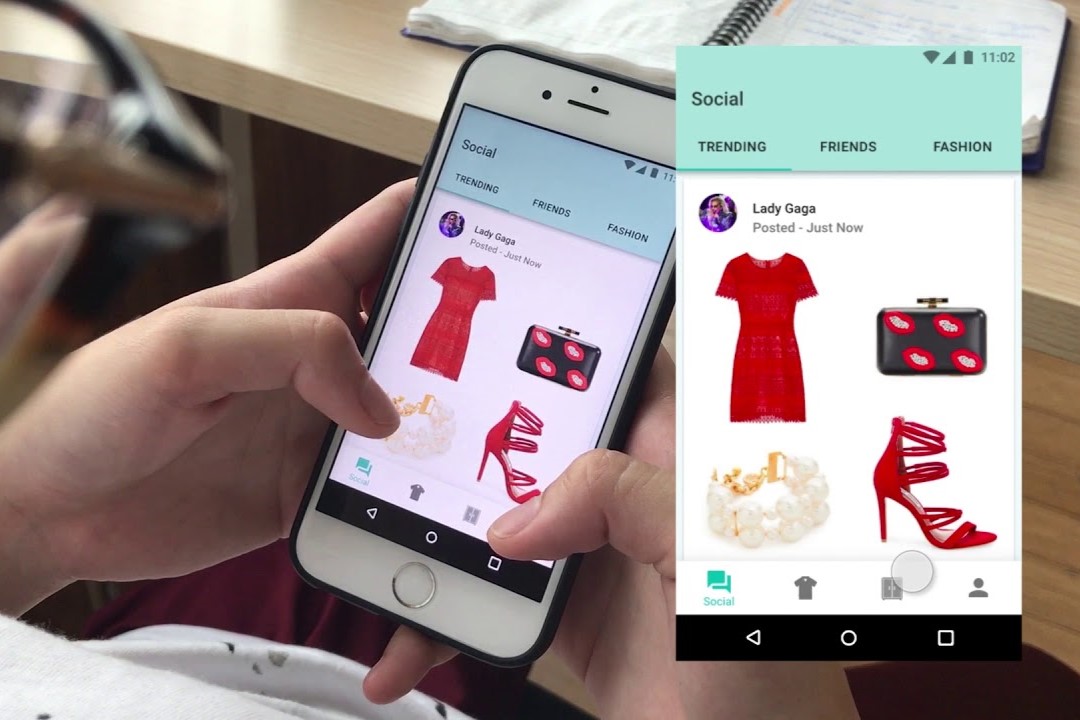 Social
11:
TRENDING
FRIENDS
FASHION
Lady Gaga
Posted - Just Now
Social
11:02
Social
TRENDING FRIENDS FASHION
Lady Gaga
Posted - Just Now
Social